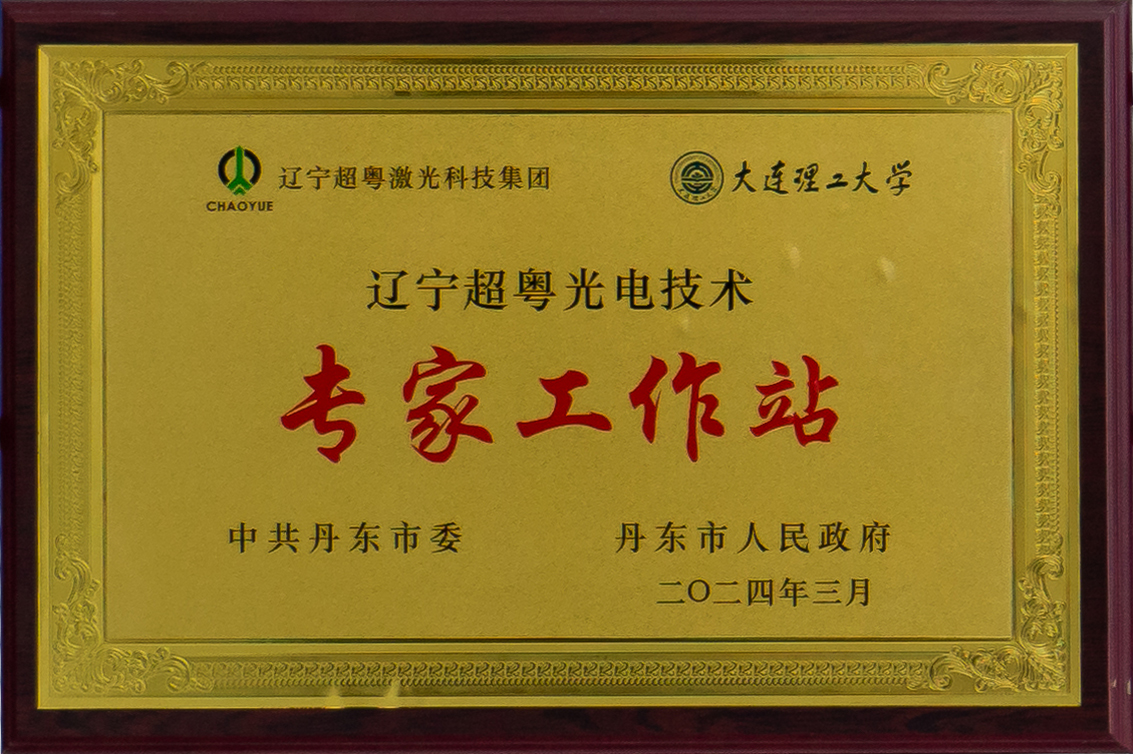 CHAOYUE
辽宁超粤激光科技集团
大连理工大学
辽宁超粤光电技术
专家工作站
中共丹东市委
丹东市人民政府
二〇二四年三月